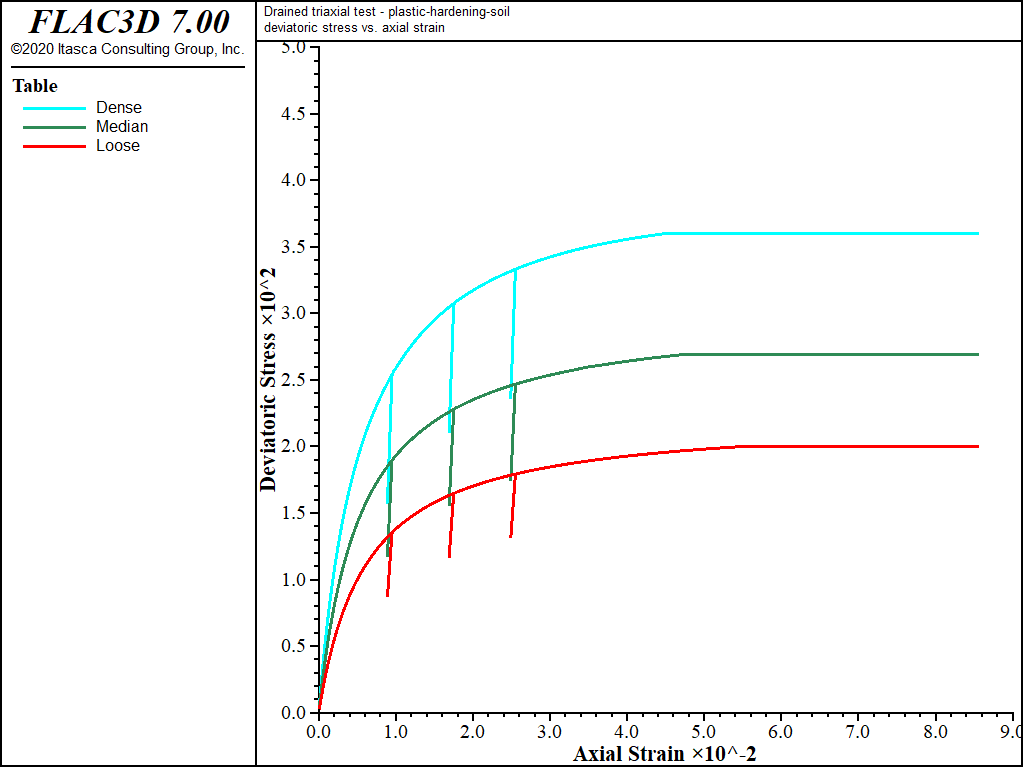 FLAC3D 7.00
©2020 Itasca Consulting Group, Inc.
Table
Dense
Median
Loose
Drained triaxial test - plastic-hardening-soil
deviatoric stress vs. axial strain
5.0
4.5
4.0
3.5
3.0
2.5
2.0
1.5
1.0
0.5
0.0
Deviatoric Stress ×10^2
0.0 1.0 2.0 3.0 4.0 5.0 6.0 7.0 8.0 9.0
Axial Strain ×10^-2